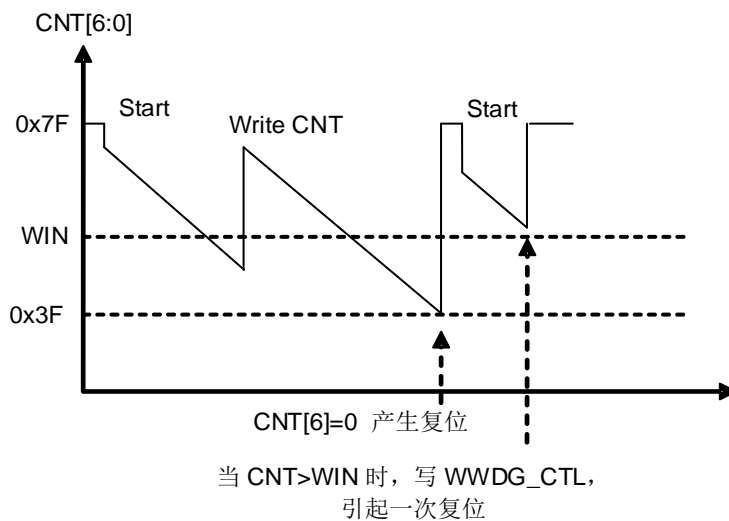 CNT[6:0]
Start
Start
0x7F
Write CNT
WIN
0x3F
CNT[6]=0 产生复位
当 CNT>WIN 时，写 WWDG_CTL，
引起一次复位